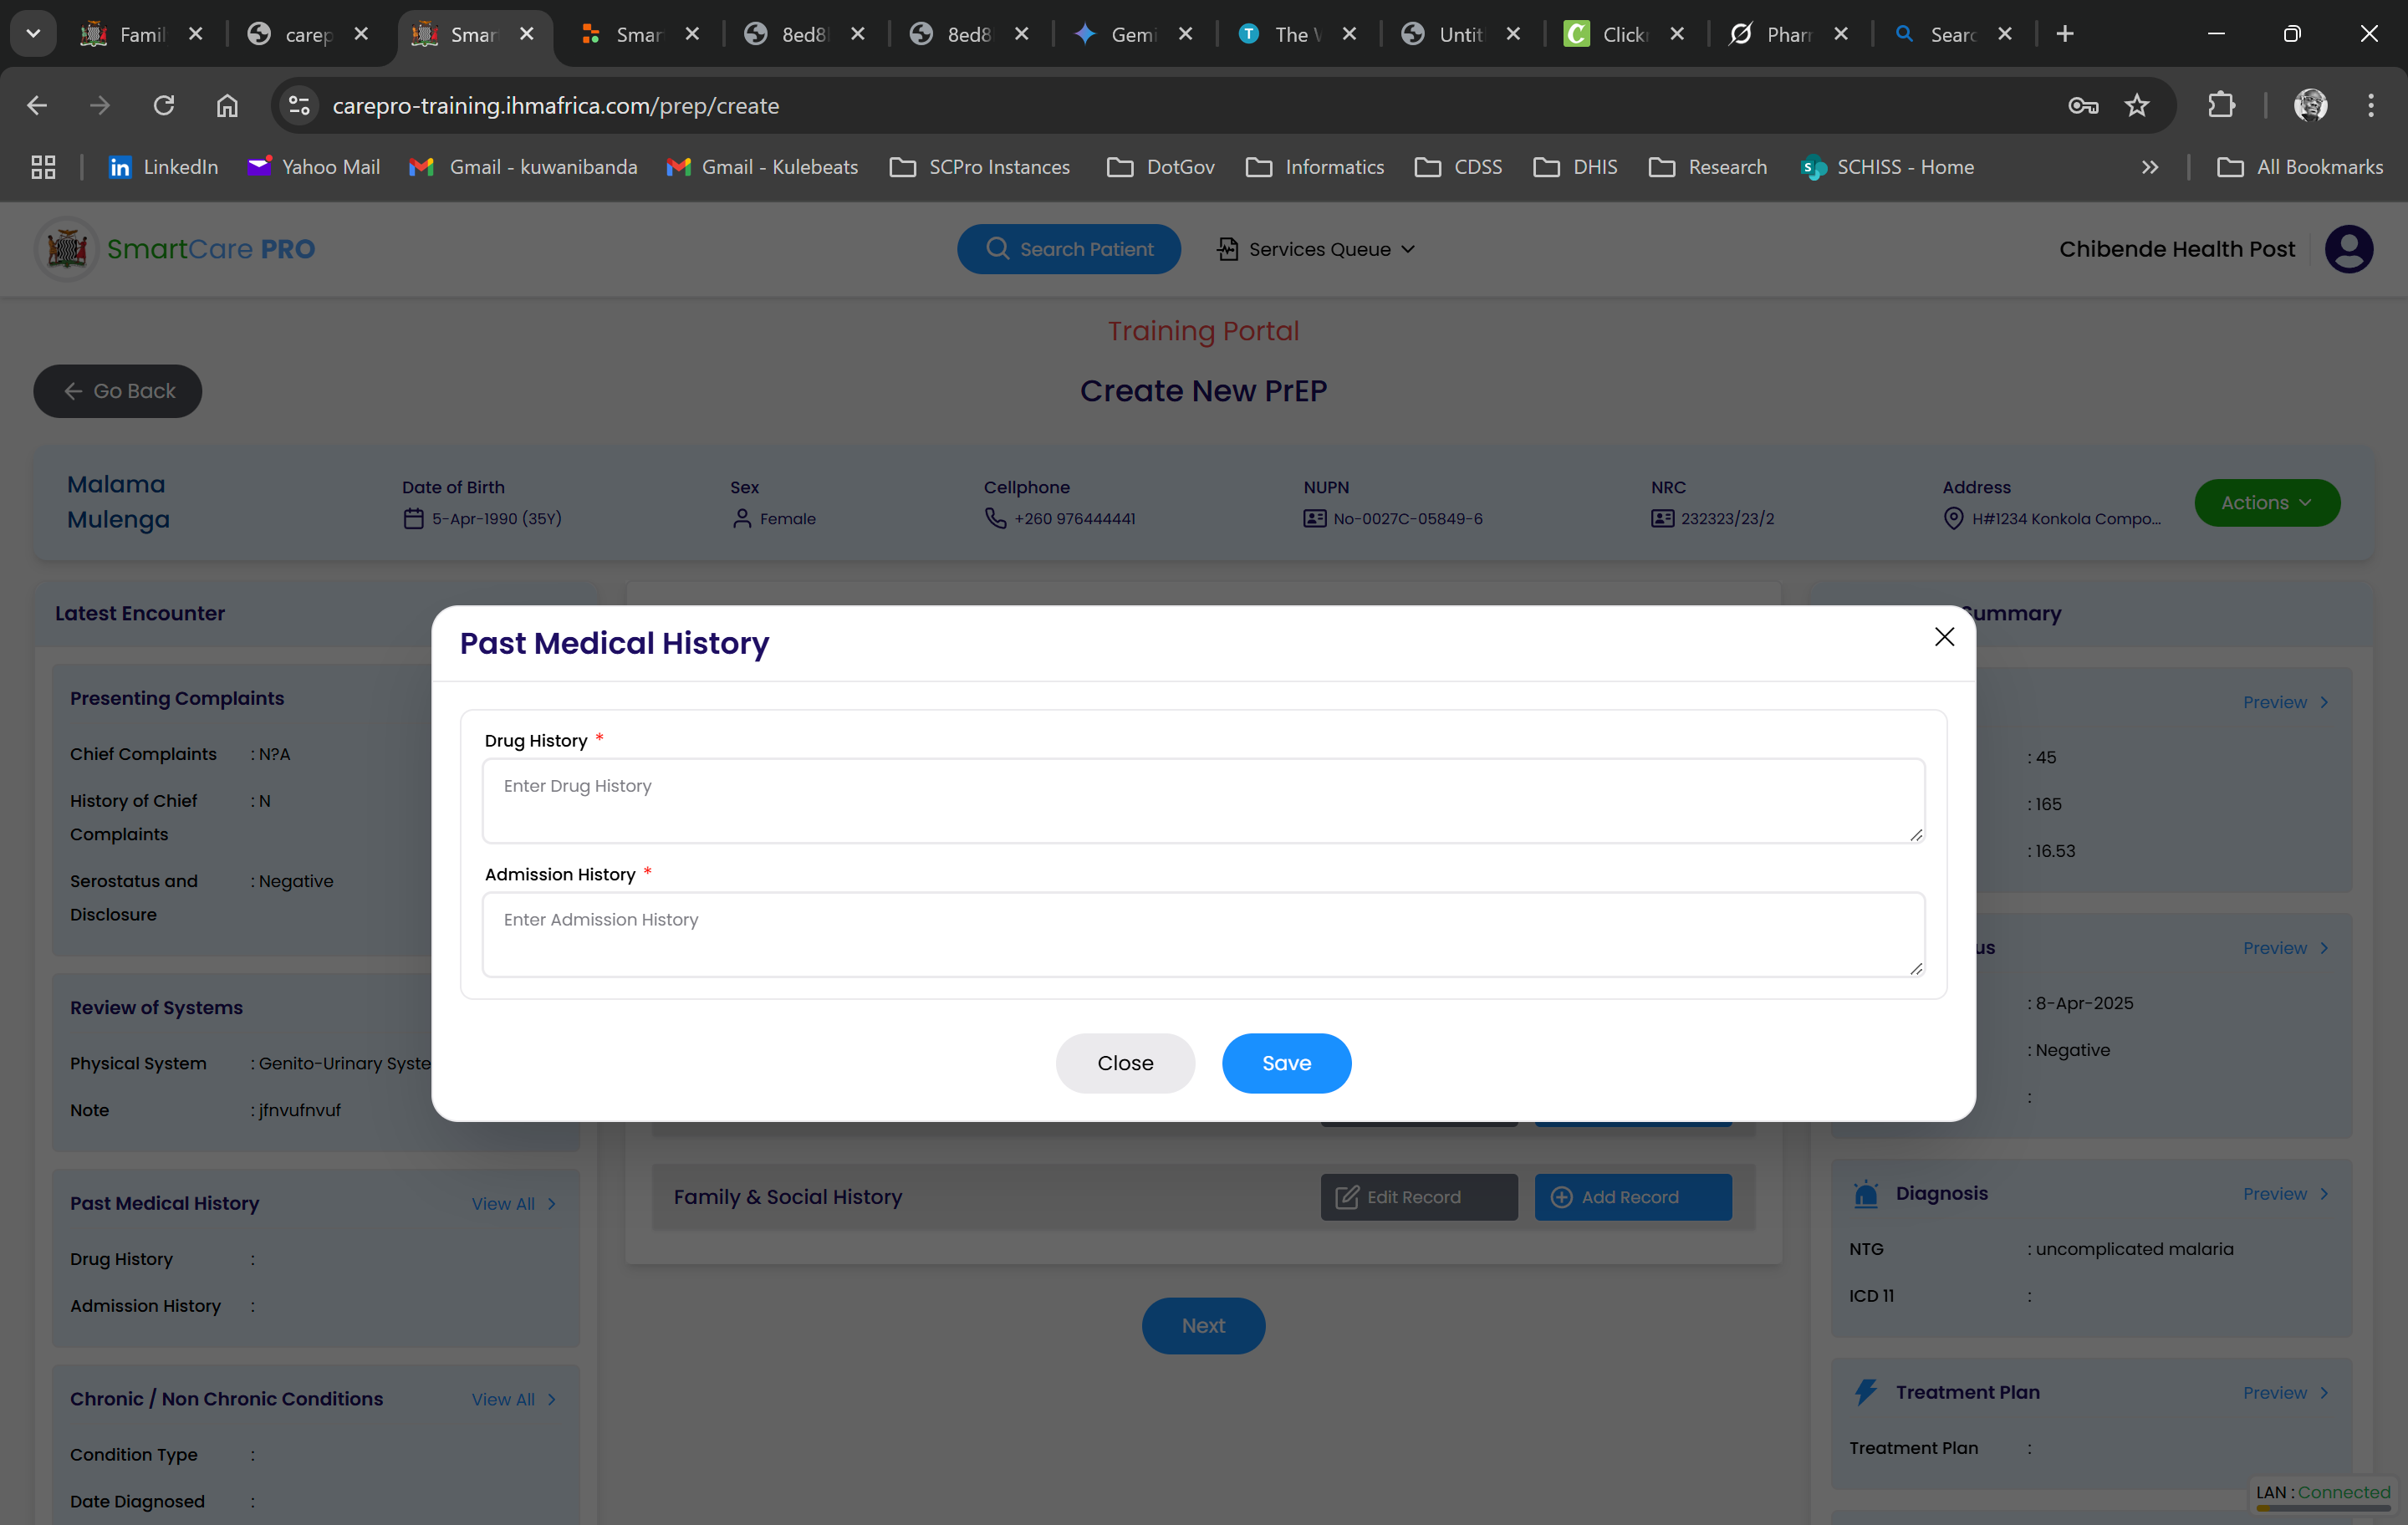 Famil
carep
Smar
Smar
8ed8l
8ed8
Gemi
The
Untit
Click
Phar
Searc
carepro-training.ihmafrica.com/prep/create
LinkedIn
Yahoo Mail
Gmail - kuwanibanda
Gmail - Kulebeats
SCPro Instances
DotGov
Informatics
CDSS
DHIS
Research
SCHISS - Home
All Bookmarks
SmartCare PRO
Search Patient
Services Queue
Chibende Health Post
Training Portal
Go Back
Create New PrEP
Malama
Mulenga
Date of Birth
5-Apr-1990 (35Y)
Sex
Female
Cellphone
+260 976444441
NUPN
No-0027C-05849-6
NRC
232323/23/2
Address
H#1234 Konkola Compo...
Actions
Latest Encounter
Presenting Complaints
Chief Complaints : N?A
History of Chief : N
Complaints
Serostatus and : Negative
Disclosure
Review of Systems
Physical System : Genito-Urinary Syste
Note : jfnvufnvuf
Past Medical History View All
Drug History :
Admission History :
Chronic / Non Chronic Conditions View All
Condition Type :
Date Diagnosed :
Past Medical History
Drug History *
Enter Drug History
Admission History *
Enter Admission History
Close
Save
Family & Social History
Edit Record
Add Record
Next
Summary
Preview
: 45
: 165
: 16.53
us
Preview
: 8-Apr-2025
: Negative
:
Diagnosis Preview
NTG : uncomplicated malaria
ICD 11 :
Treatment Plan Preview
Treatment Plan :
LAN : Connected